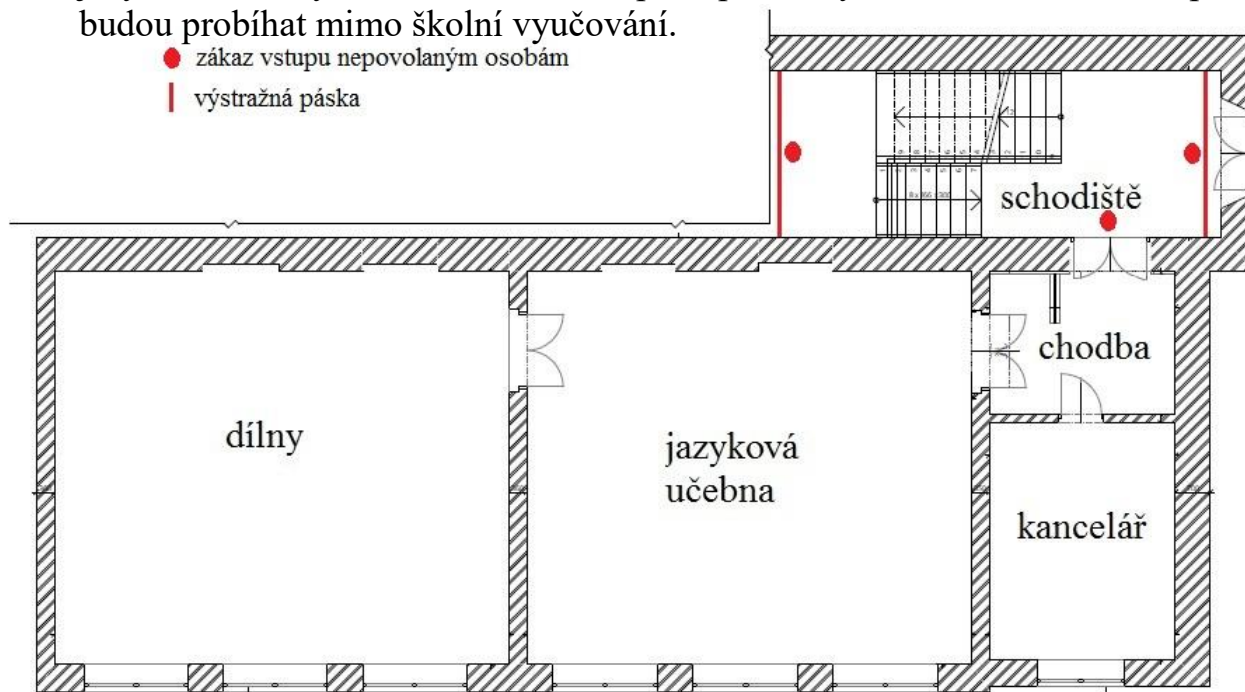 budou probíhat mimo školní vyučování.
zákaz vstupu nepovolaným osobám
výstražná páska
schodiště
chodba
dílny
jazyková
učebna
kancelář